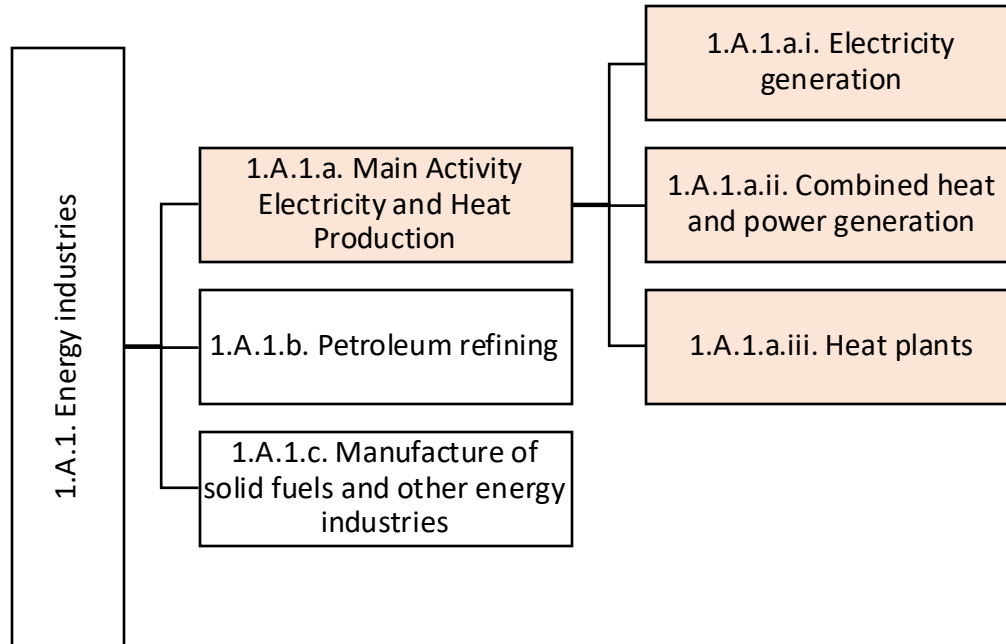 1.A.1. Energy industries
1.A.1.a. Main Activity
Electricity and Heat
Production
1.A.1.b. Petroleum refining
1.A.1.c. Manufacture of
solid fuels and other energy
industries
1.A.1.a.i. Electricity
generation
1.A.1.a.ii. Combined heat
and power generation
1.A.1.a.iii. Heat plants